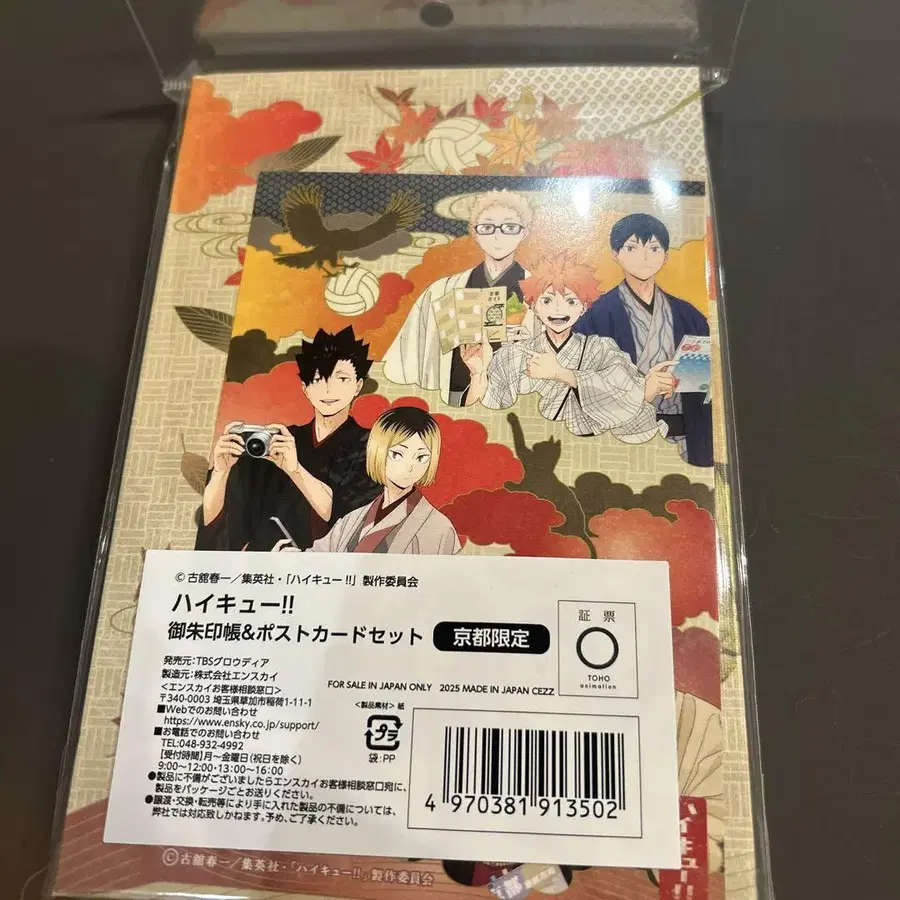 © 古舘春一／集英社・「ハイキュー!!」製作委員会
ハイキュー!!
御朱印帳&ポストカードセット 京都限定
証 票
TOHO
animation
発売元：TBSグロウディア
製造元：株式会社エンスカイ
＜エンスカイお客様相談窓口＞
〒340-0003 埼玉県草加市稲荷1-11-1
■Webでのお問い合わせ
https://www.ensky.co.jp/support/
■お電話でのお問い合わせ
TEL:048-932-4992
【受付時間】月～金曜日(祝日を除く)
9:00～12:00・13:00～16:00
●製品に不備がございましたらエンスカイお客様相談窓口宛に、
製品をパッケージごとお送りください。
●譲渡・交換・転売等により手に入れた製品の不備については、
弊社では対応致しかねます。予め、ご了承ください。
FOR SALE IN JAPAN ONLY 2025 MADE IN JAPAN CEZZ
＜製品素材＞ 紙
プラ
袋：PP
4 970381 913502
©古舘春一／集英社・「ハイキュー!!」製作委員会
ハイキュー!!